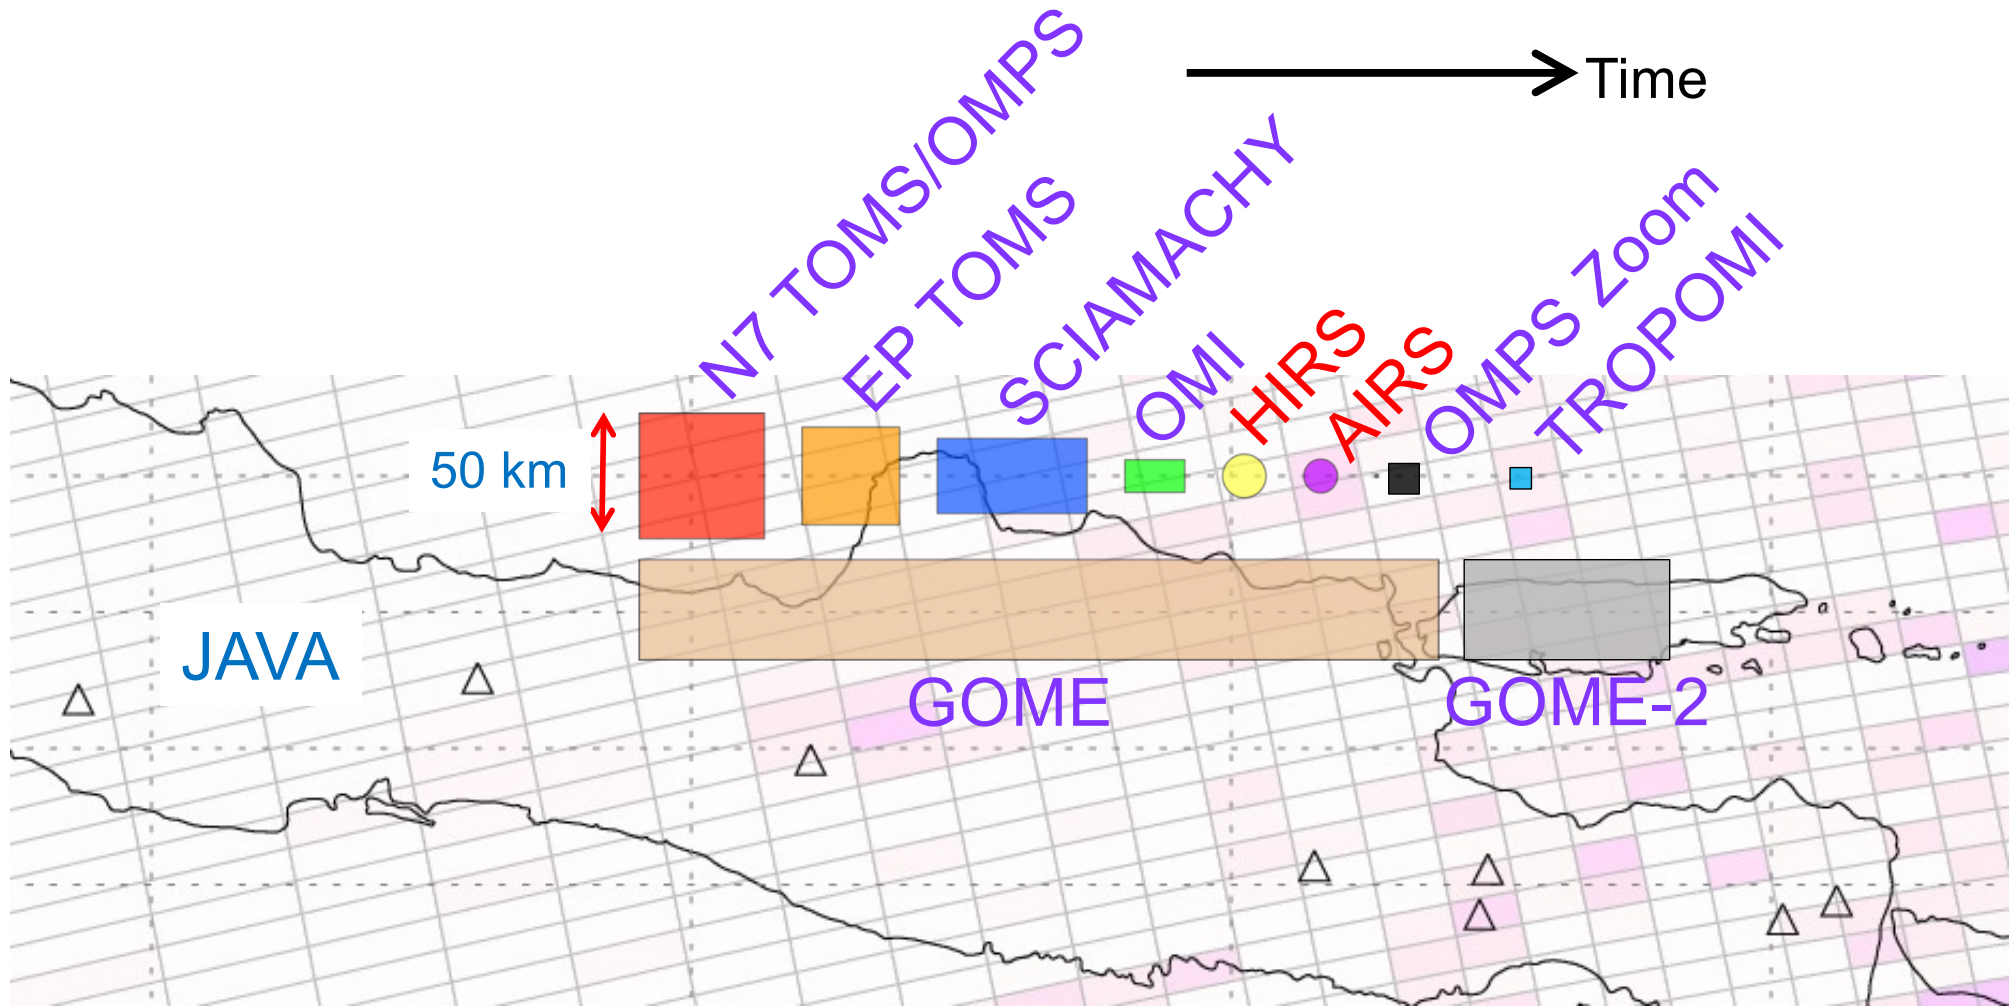 Time
N7 TOMS/OMPS
EP TOMS
SCIAMACHY
OMI
HIRS
AIRS
OMPS Zoom
TROPOMI
50 km
JAVA
GOME
GOME-2